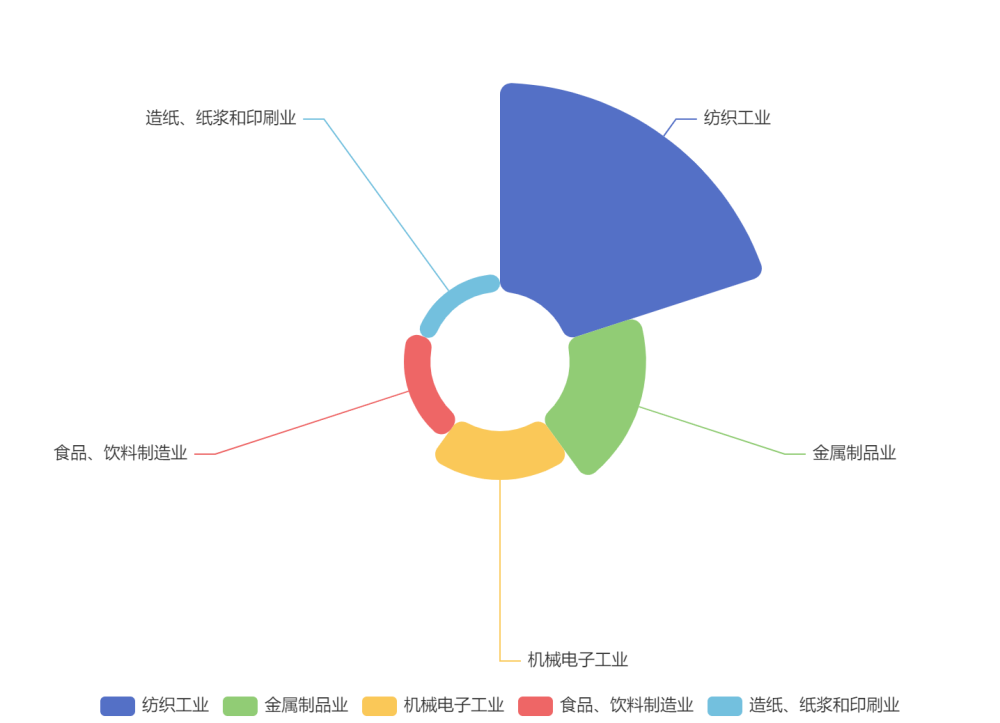 造纸、纸浆和印刷业
纺织工业
食品、饮料制造业
金属制品业
机械电子工业
纺织工业 金属制品业 机械电子工业 食品、饮料制造业 造纸、纸浆和印刷业